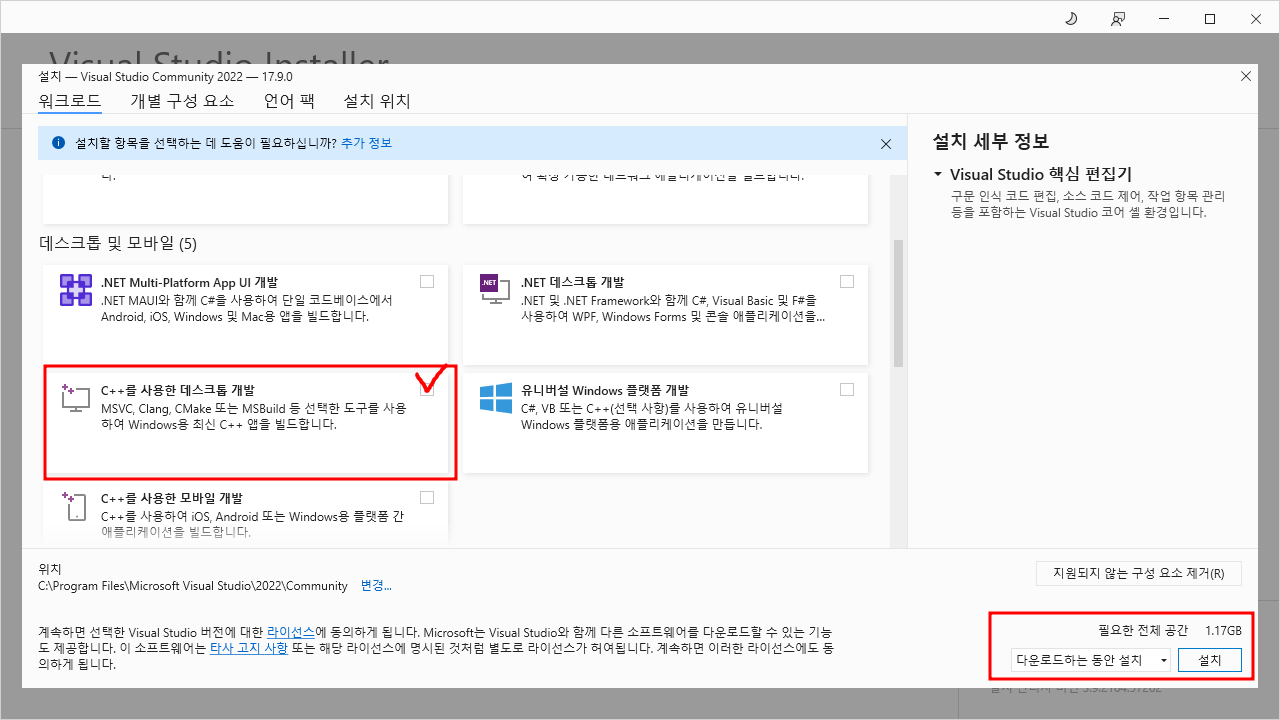 Visual Studio Installer
설치 — Visual Studio Community 2022 — 17.9.0
워크로드 개별 구성 요소 언어 팩 설치 위치
설치할 항목을 선택하는 데 도움이 필요하십니까? 추가 정보
데스크톱 및 모바일 (5)
.NET Multi-Platform App UI 개발
.NET MAUI와 함께 C#을 사용하여 단일 코드베이스에서
Android, iOS, Windows 및 Mac용 앱을 빌드합니다.
.NET
.NET 데스크톱 개발
.NET 및 .NET Framework와 함께 C#, Visual Basic 및 F#을
사용하여 WPF, Windows Forms 및 콘솔 애플리케이션을...
C++를 사용한 데스크톱 개발
MSVC, Clang, CMake 또는 MSBuild 등 선택한 도구를 사용
하여 Windows용 최신 C++ 앱을 빌드합니다.
유니버설 Windows 플랫폼 개발
C#, VB 또는 C++(선택 사항)를 사용하여 유니버설
Windows 플랫폼용 애플리케이션을 만듭니다.
C++를 사용한 모바일 개발
C++를 사용하여 iOS, Android 또는 Windows용 플랫폼 간
애플리케이션을 빌드합니다.
설치 세부 정보
Visual Studio 핵심 편집기
구문 인식 코드 편집, 소스 코드 제어, 작업 항목 관리
등을 포함하는 Visual Studio 코어 셸 환경입니다.
위치
C:\Program Files\Microsoft Visual Studio\2022\Community 변경...
지원되지 않는 구성 요소 제거(R)
계속하면 선택한 Visual Studio 버전에 대한 라이선스에 동의하게 됩니다. Microsoft는 Visual Studio와 함께 다른 소프트웨어를 다운로드할 수 있는 기능
도 제공합니다. 이 소프트웨어는 타사 고지 사항 또는 해당 라이선스에 명시된 것처럼 별도로 라이선스가 허여됩니다. 계속하면 이러한 라이선스에도 동
의하게 됩니다.
필요한 전체 공간 1.17GB
다운로드하는 동안 설치 설치